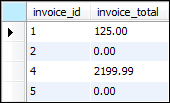 invoice_id invoice_total
1 125.00
2 0.00
4 2199.99
5 0.00